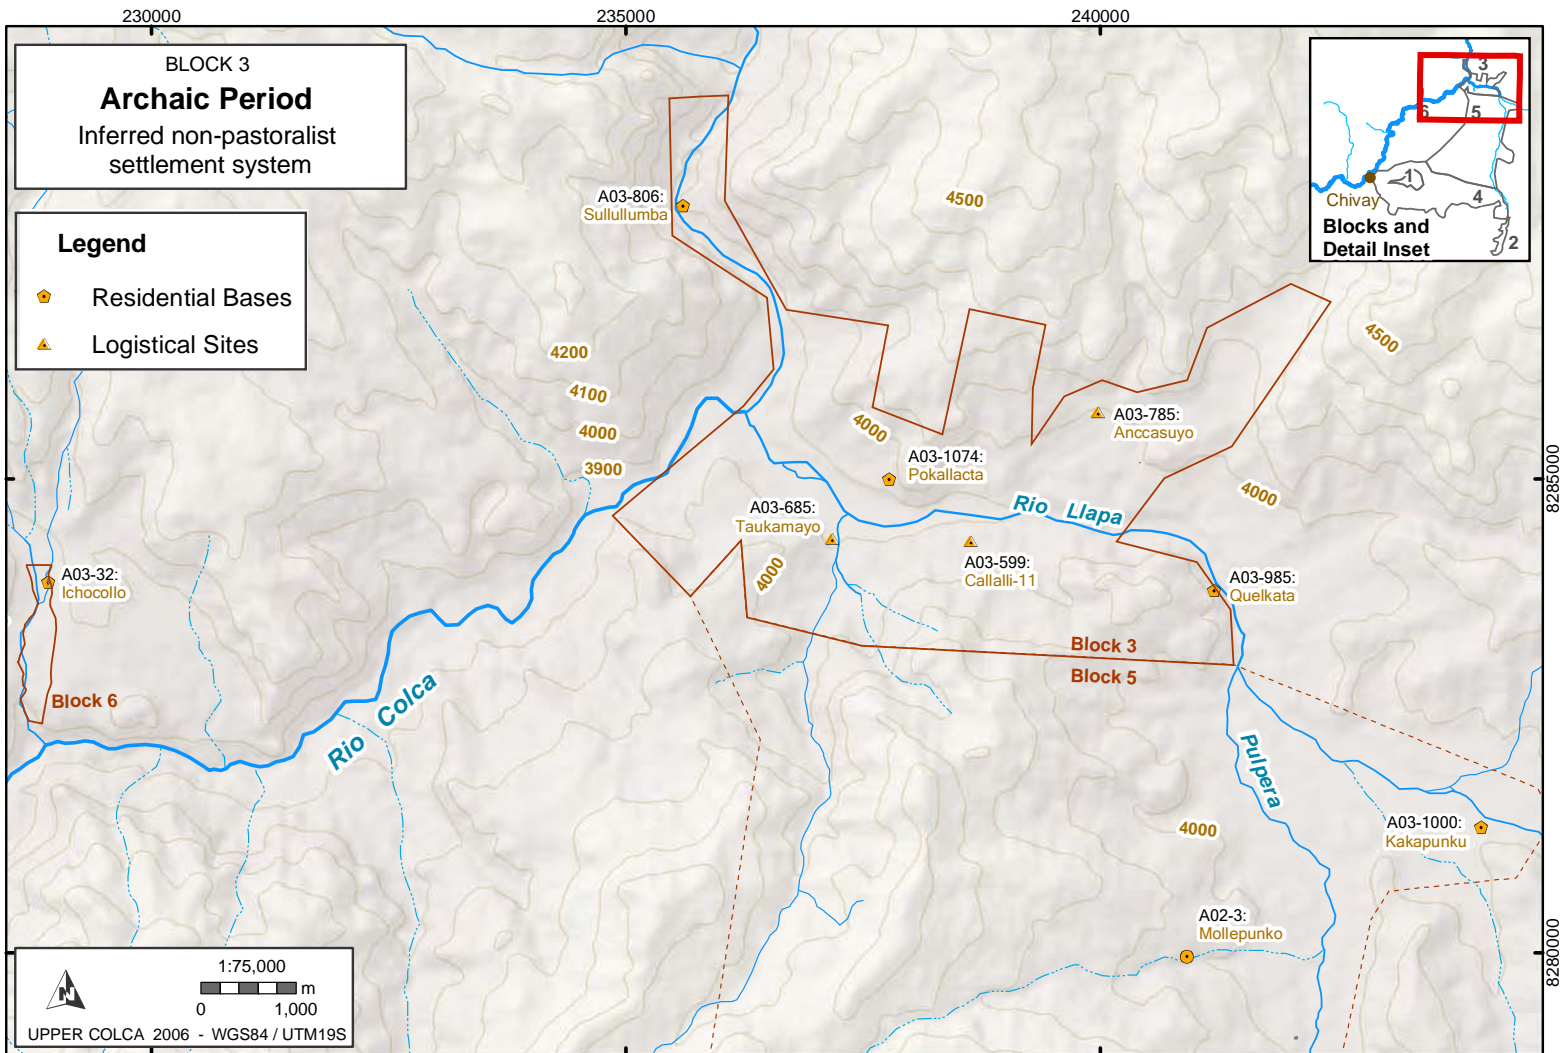 230000
235000
240000
BLOCK 3
Archaic Period
Inferred non-pastoralist
settlement system
Legend
Residential Bases
Logistical Sites
3
6
5
1
4
2
Chivay
Blocks and
Detail Inset
A03-806:
Sullullumba
4500
4500
4200
4100
4000
3900
4000
A03-785:
Anccasuyo
A03-1074:
Pokallacta
4000
Rio Llapa
8285000
A03-685:
Taukamayo
4000
A03-599:
Callalli-11
A03-985:
Quelkata
A03-32:
Ichocollo
Block 3
Block 5
Block 6
Rio Colca
Pulpera
4000
A03-1000:
Kakapunku
A02-3:
Mollepunko
8280000
N
1:75,000
m
0 1,000
UPPER COLCA 2006 - WGS84 / UTM19S